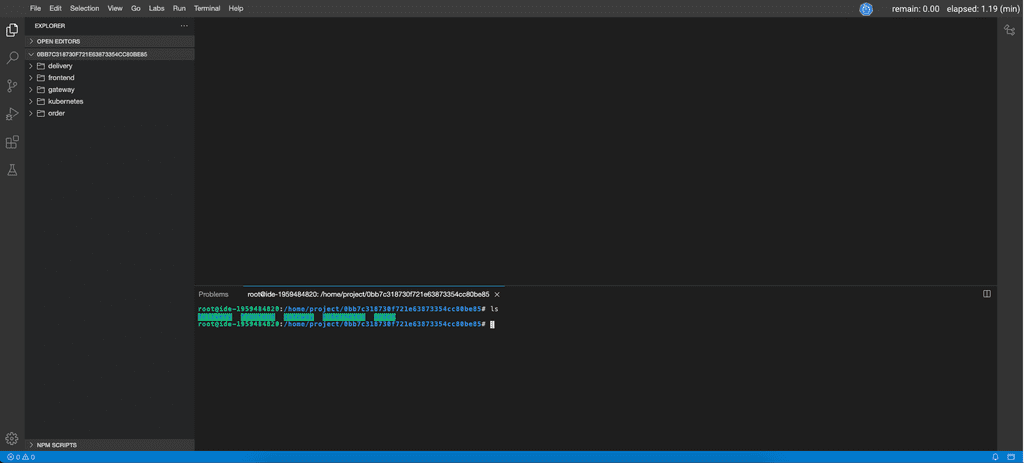 File Edit Selection View Go Labs Run Terminal Help
remain: 0.00 elapsed: 1.19 (min)
EXPLORER
OPEN EDITORS
0BB7C318730F721E63873354CC80BE85
delivery
frontend
gateway
kubernetes
order
NPM SCRIPTS
Problems root@ide-1959484820: /home/project/0bb7c318730f721e63873354cc80be85
root@ide-1959484820:/home/project/0bb7c318730f721e63873354cc80be85# ls
root@ide-1959484820:/home/project/0bb7c318730f721e63873354cc80be85#
0 0